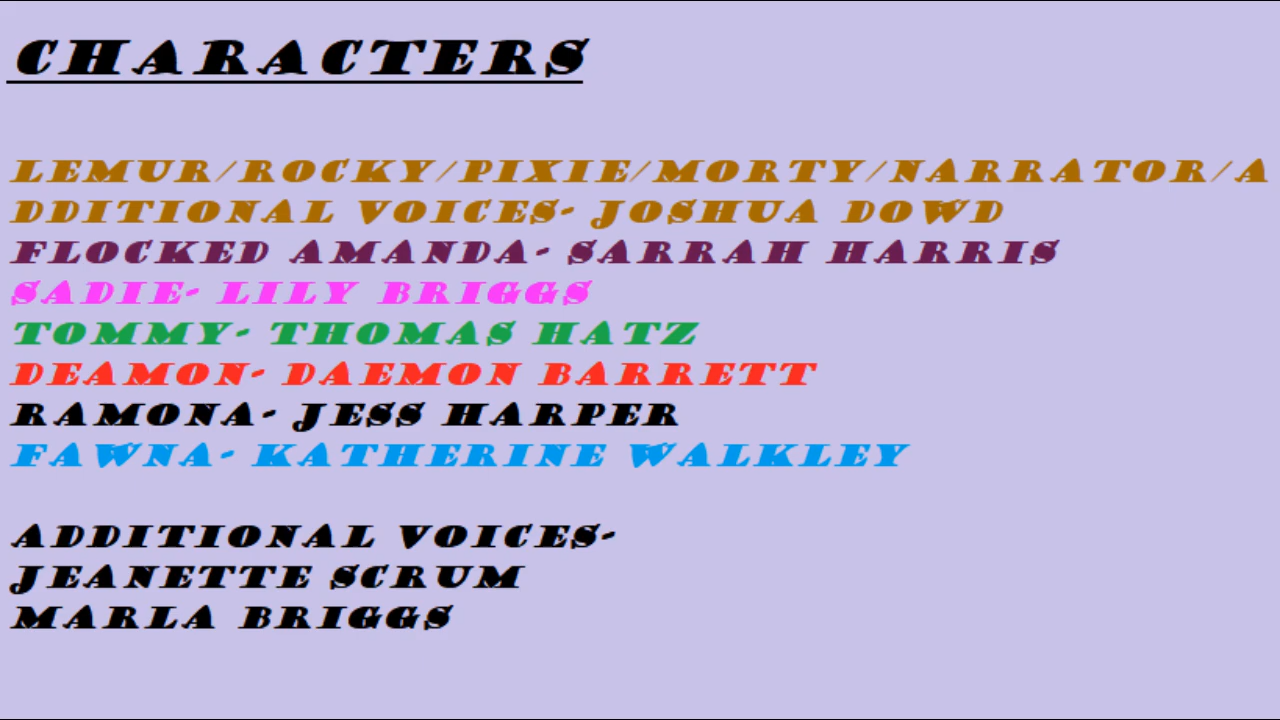 CHARACTERS
LEMUR/ROCKY/PIXIE/MORTY/NARRATOR/A
DDITIONAL VOICES- JOSHUA DOWD
FLOCKED AMANDA- SARRAH HARRIS
SADIE- LILY BRIGGS
TOMMY- THOMAS HATZ
DEAMON- DAEMON BARRETT
RAMONA- JESS HARPER
FAWNA- KATHERINE WALKLEY
ADDITIONAL VOICES-
JEANETTE SCRUM
MARLA BRIGGS